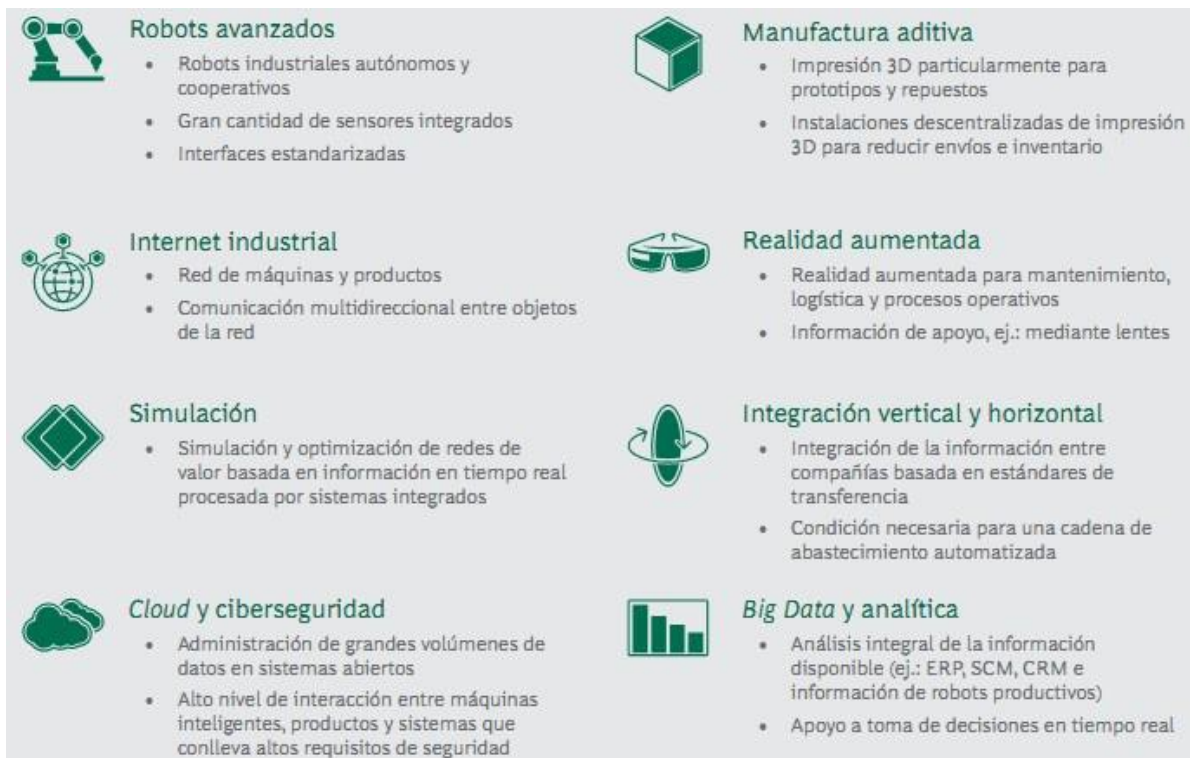 Robots avanzados
• Robots industriales autónomos y
cooperativos
• Gran cantidad de sensores integrados
• Interfaces estandarizadas
Manufactura aditiva
• Impresión 3D particularmente para
prototipos y repuestos
• Instalaciones descentralizadas de impresión
3D para reducir envíos e inventario
Internet industrial
• Red de máquinas y productos
• Comunicación multidireccional entre objetos
de la red
Realidad aumentada
• Realidad aumentada para mantenimiento,
logística y procesos operativos
• Información de apoyo, ej.: mediante lentes
Simulación
• Simulación y optimización de redes de
valor basada en información en tiempo real
procesada por sistemas integrados
Integración vertical y horizontal
• Integración de la información entre
compañías basada en estándares de
transferencia
• Condición necesaria para una cadena de
abastecimiento automatizada
Cloud y ciberseguridad
• Administración de grandes volúmenes de
datos en sistemas abiertos
• Alto nivel de interacción entre máquinas
inteligentes, productos y sistemas que
conlleva altos requisitos de seguridad
Big Data y analítica
• Análisis integral de la información
disponible (ej.: ERP, SCM, CRM e
información de robots productivos)
• Apoyo a toma de decisiones en tiempo real